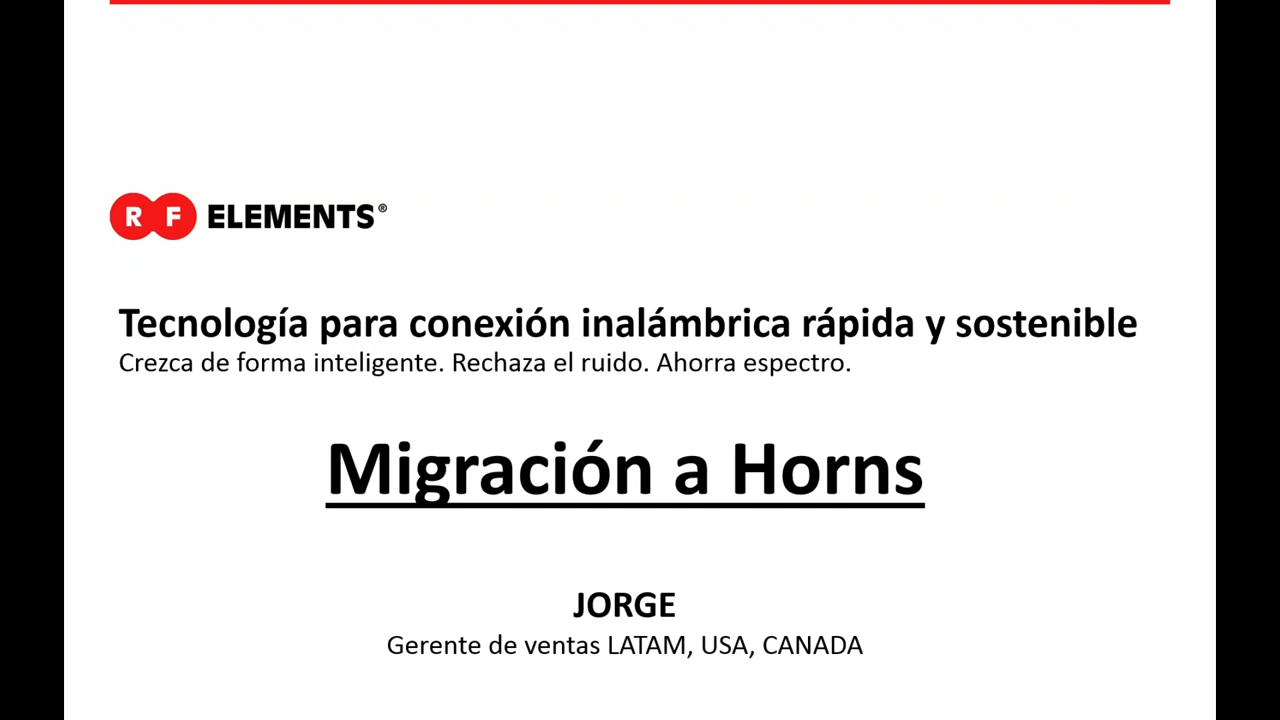 RF ELEMENTS®
Tecnología para conexión inalámbrica rápida y sostenible
Crezca de forma inteligente. Rechaza el ruido. Ahorra espectro.
Migración a Horns
JORGE
Gerente de ventas LATAM, USA, CANADA